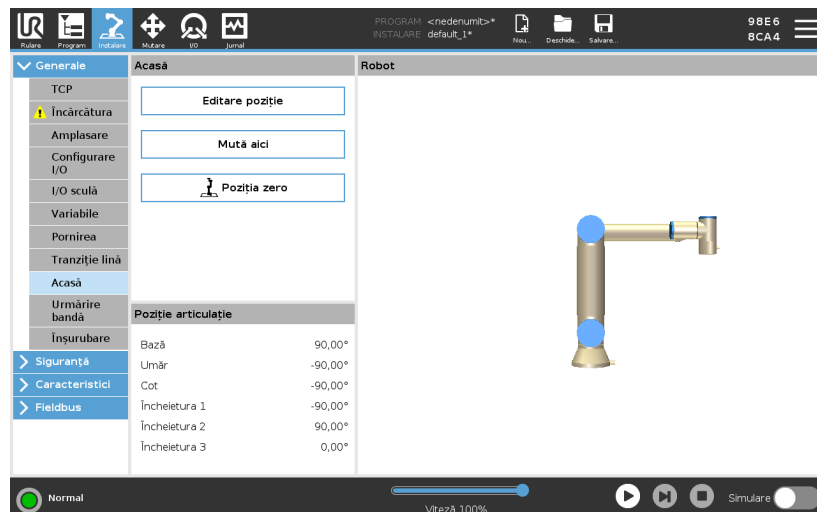 UR
PROGRAM <nedenumit>*
INSTALARE default_1*
98E6
8CA4
Rulare Program Instalare Mutare I/O Jurnal Nou... Deschide... Salvare...
Generale
TCP
Încărcătura
Amplasare
Configurare
I/O
I/O sculă
Variabile
Pornirea
Tranziție lină
Acasă
Urmărire
bandă
Înșurubare
Siguranță
Caracteristici
Fieldbus
Acasă
Editare poziție
Mută aici
Poziția zero
Poziție articulație
Bază 90,00°
Umăr -90,00°
Cot -90,00°
Încheietura 1 -90,00°
Încheietura 2 90,00°
Încheietura 3 0,00°
Robot
Normal
Viteză 100%
Simulare